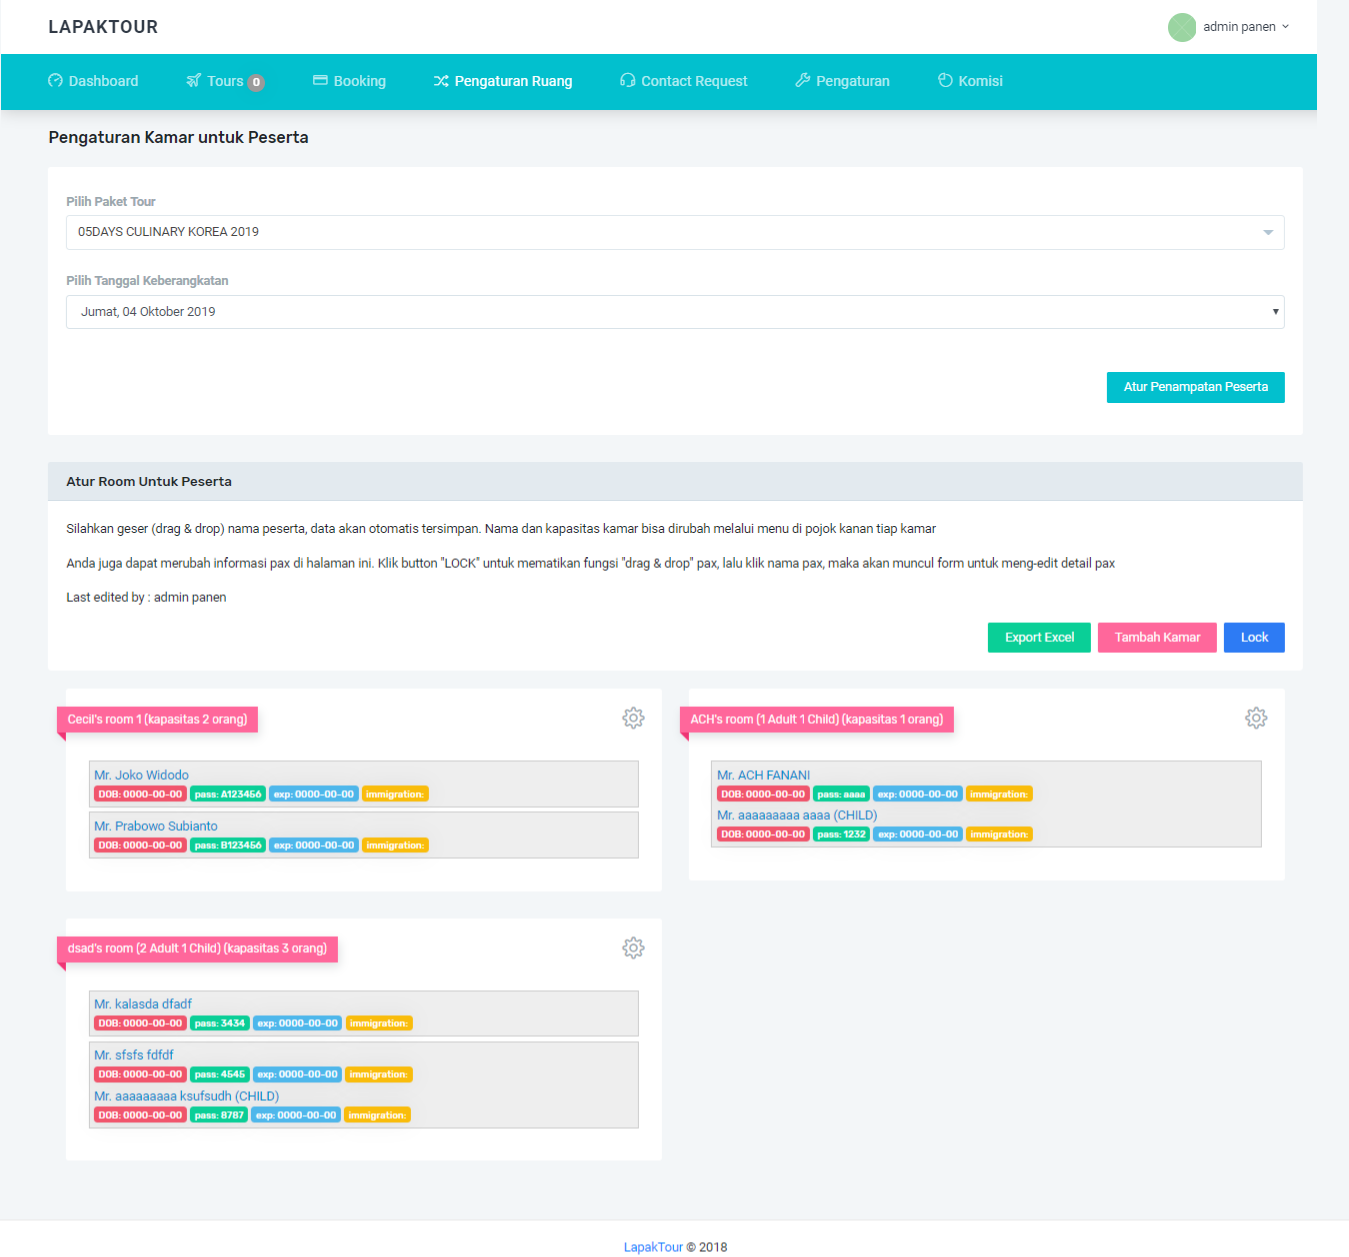 LAPAKTOUR
admin panen
Dashboard Tours 0 Booking Pengaturan Ruang Contact Request Pengaturan Komisi
Pengaturan Kamar untuk Peserta
Pilih Paket Tour
05DAYS CULINARY KOREA 2019
Pilih Tanggal Keberangkatan
Jumat, 04 Oktober 2019
Atur Penampatan Peserta
Atur Room Untuk Peserta
Silahkan geser (drag & drop) nama peserta, data akan otomatis tersimpan. Nama dan kapasitas kamar bisa dirubah melalui menu di pojok kanan tiap kamar
Anda juga dapat merubah informasi pax di halaman ini. Klik button "LOCK" untuk mematikan fungsi "drag & drop" pax, lalu klik nama pax, maka akan muncul form untuk meng-edit detail pax
Last edited by : admin panen
Export Excel Tambah Kamar Lock
Cecil's room 1 (kapasitas 2 orang)
Mr. Joko Widodo
DOB: 0000-00-00 pass: A123456 exp: 0000-00-00 immigration:
Mr. Prabowo Subianto
DOB: 0000-00-00 pass: B123456 exp: 0000-00-00 immigration:
ACH's room (1 Adult 1 Child) (kapasitas 1 orang)
Mr. ACH FANANI
DOB: 0000-00-00 pass: aaaa exp: 0000-00-00 immigration:
Mr. aaaaaaaaa aaaa (CHILD)
DOB: 0000-00-00 pass: 1232 exp: 0000-00-00 immigration:
dsad's room (2 Adult 1 Child) (kapasitas 3 orang)
Mr. kalasda dfadf
DOB: 0000-00-00 pass: 3434 exp: 0000-00-00 immigration:
Mr. sfsfs fdfdf
DOB: 0000-00-00 pass: 4545 exp: 0000-00-00 immigration:
Mr. aaaaaaaaa ksufsudh (CHILD)
DOB: 0000-00-00 pass: 8787 exp: 0000-00-00 immigration:
LapakTour © 2018